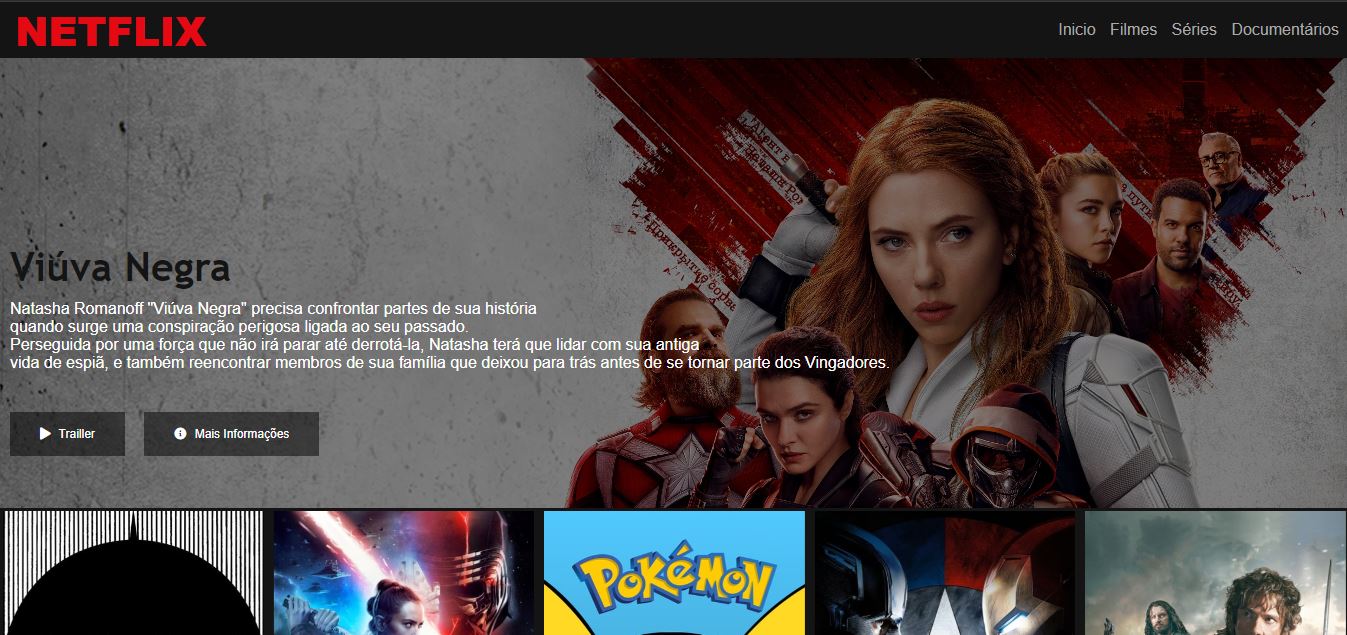 NETFLIX
Inicio Filmes Séries Documentários
Viúva Negra
Natasha Romanoff "Viúva Negra" precisa confrontar partes de sua história
quando surge uma conspiração perigosa ligada ao seu passado.
Perseguida por uma força que não irá parar até derrotá-la, Natasha terá que lidar com sua antiga
vida de espiã, e também reencontrar membros de sua família que deixou para trás antes de se tornar parte dos Vingadores.
Trailler
Mais Informações
POKéMON